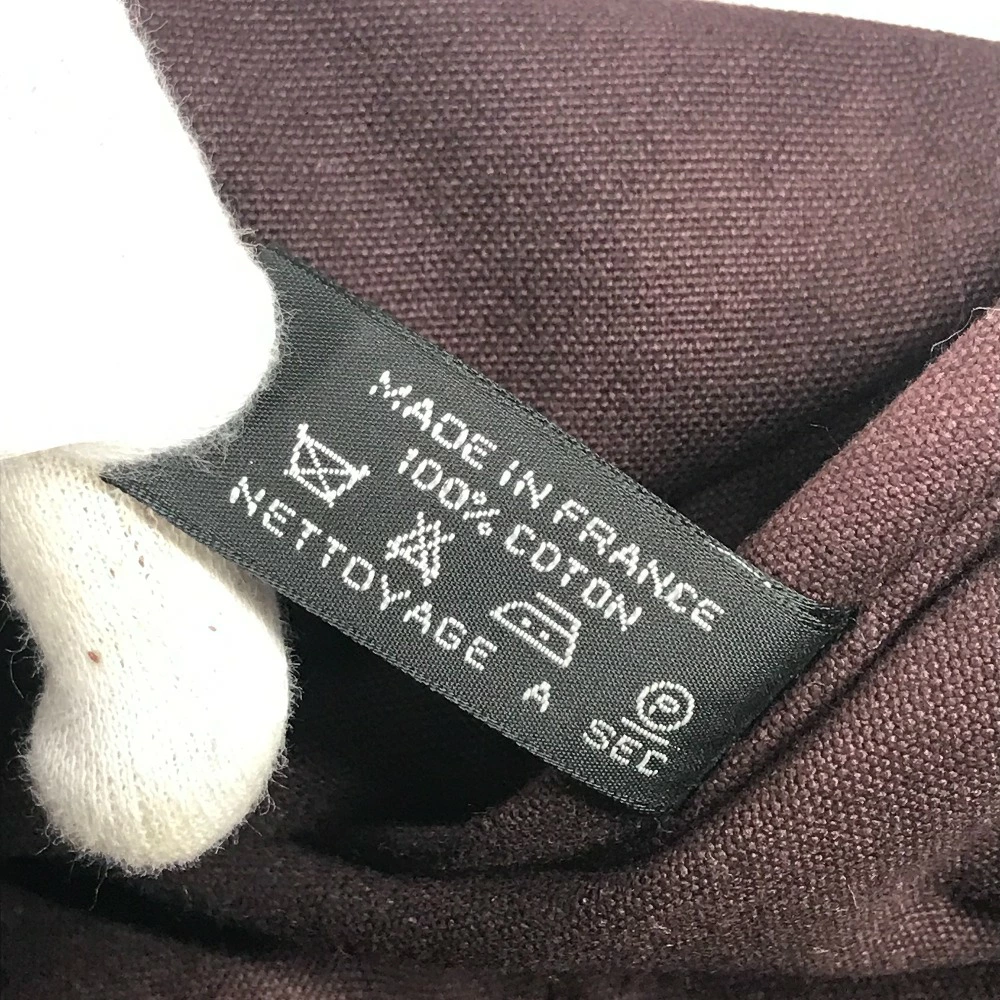 MADE IN FRANCE
100% COTON
P
NETTOYAGE A SEC